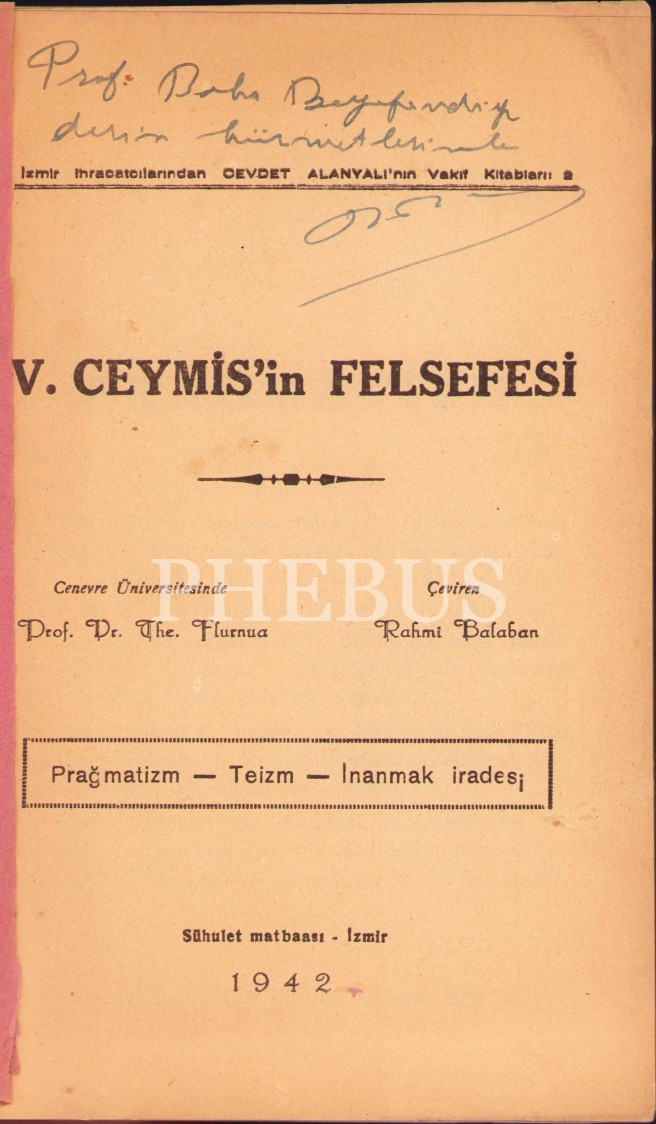 Prof. Baha Beyefendiye
derin hürmetlerimle
İzmir ihracatcılarından CEVDET ALANYALI'nın Vakıf Kitabları: 2
V. CEYMİS'in FELSEFESİ
PHEBUS
Cenevre Üniversitesinde
Çeviren
Prof. Dr. The. Flurnua
Rahmi Balaban
Prağmatizm — Teizm — İnanmak iradesi
Sühulet matbaası - İzmir
1942